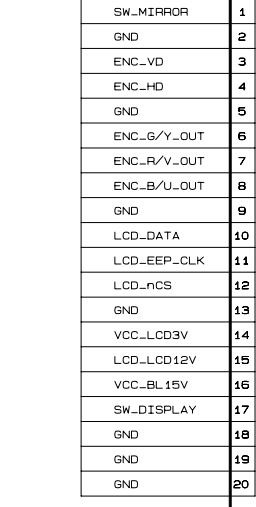 SW_MIRROR 1
GND 2
ENC_VD 3
ENC_HD 4
GND 5
ENC_G/Y_OUT 6
ENC_R/V_OUT 7
ENC_B/U_OUT 8
GND 9
LCD_DATA 10
LCD_EEP_CLK 11
LCD_nCS 12
GND 13
VCC_LCD3V 14
LCD_LCD12V 15
VCC_BL15V 16
SW_DISPLAY 17
GND 18
GND 19
GND 20